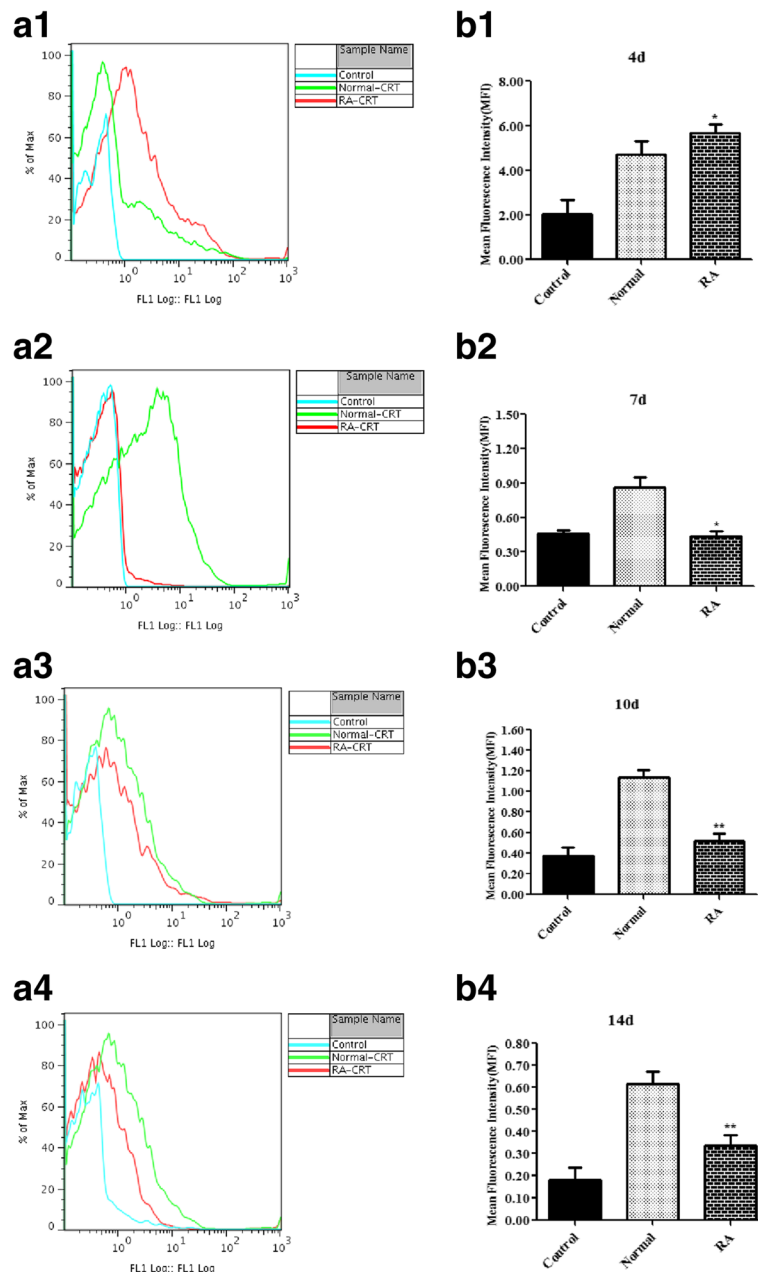 a1
Sample Name
Control
Normal-CRT
RA-CRT
100
80
60
40
20
0
% of Max
10^0 10^1 10^2 10^3
FL1 Log:: FL1 Log
b1
4d
Mean Fluorescence Intensity(MFI)
8.00
6.00
4.00
2.00
0.00
*
Control Normal RA
a2
Sample Name
Control
Normal-CRT
RA-CRT
100
80
60
40
20
0
% of Max
10^0 10^1 10^2 10^3
FL1 Log:: FL1 Log
b2
7d
Mean Fluorescence Intensity(MFI)
1.50
1.20
0.90
0.60
0.30
0.00
*
Control Normal RA
a3
Sample Name
Control
Normal-CRT
RA-CRT
100
80
60
40
20
0
% of Max
10^0 10^1 10^2 10^3
FL1 Log:: FL1 Log
b3
10d
Mean Fluorescence Intensity(MFI)
1.60
1.40
1.20
1.00
0.80
0.60
0.40
0.20
0.00
**
Control Normal RA
a4
Sample Name
Control
Normal-CRT
RA-CRT
100
80
60
40
20
0
% of Max
10^0 10^1 10^2 10^3
FL1 Log:: FL1 Log
b4
14d
Mean Fluorescence Intensity(MFI)
0.80
0.70
0.60
0.50
0.40
0.30
0.20
0.10
0.00
**
Control Normal RA